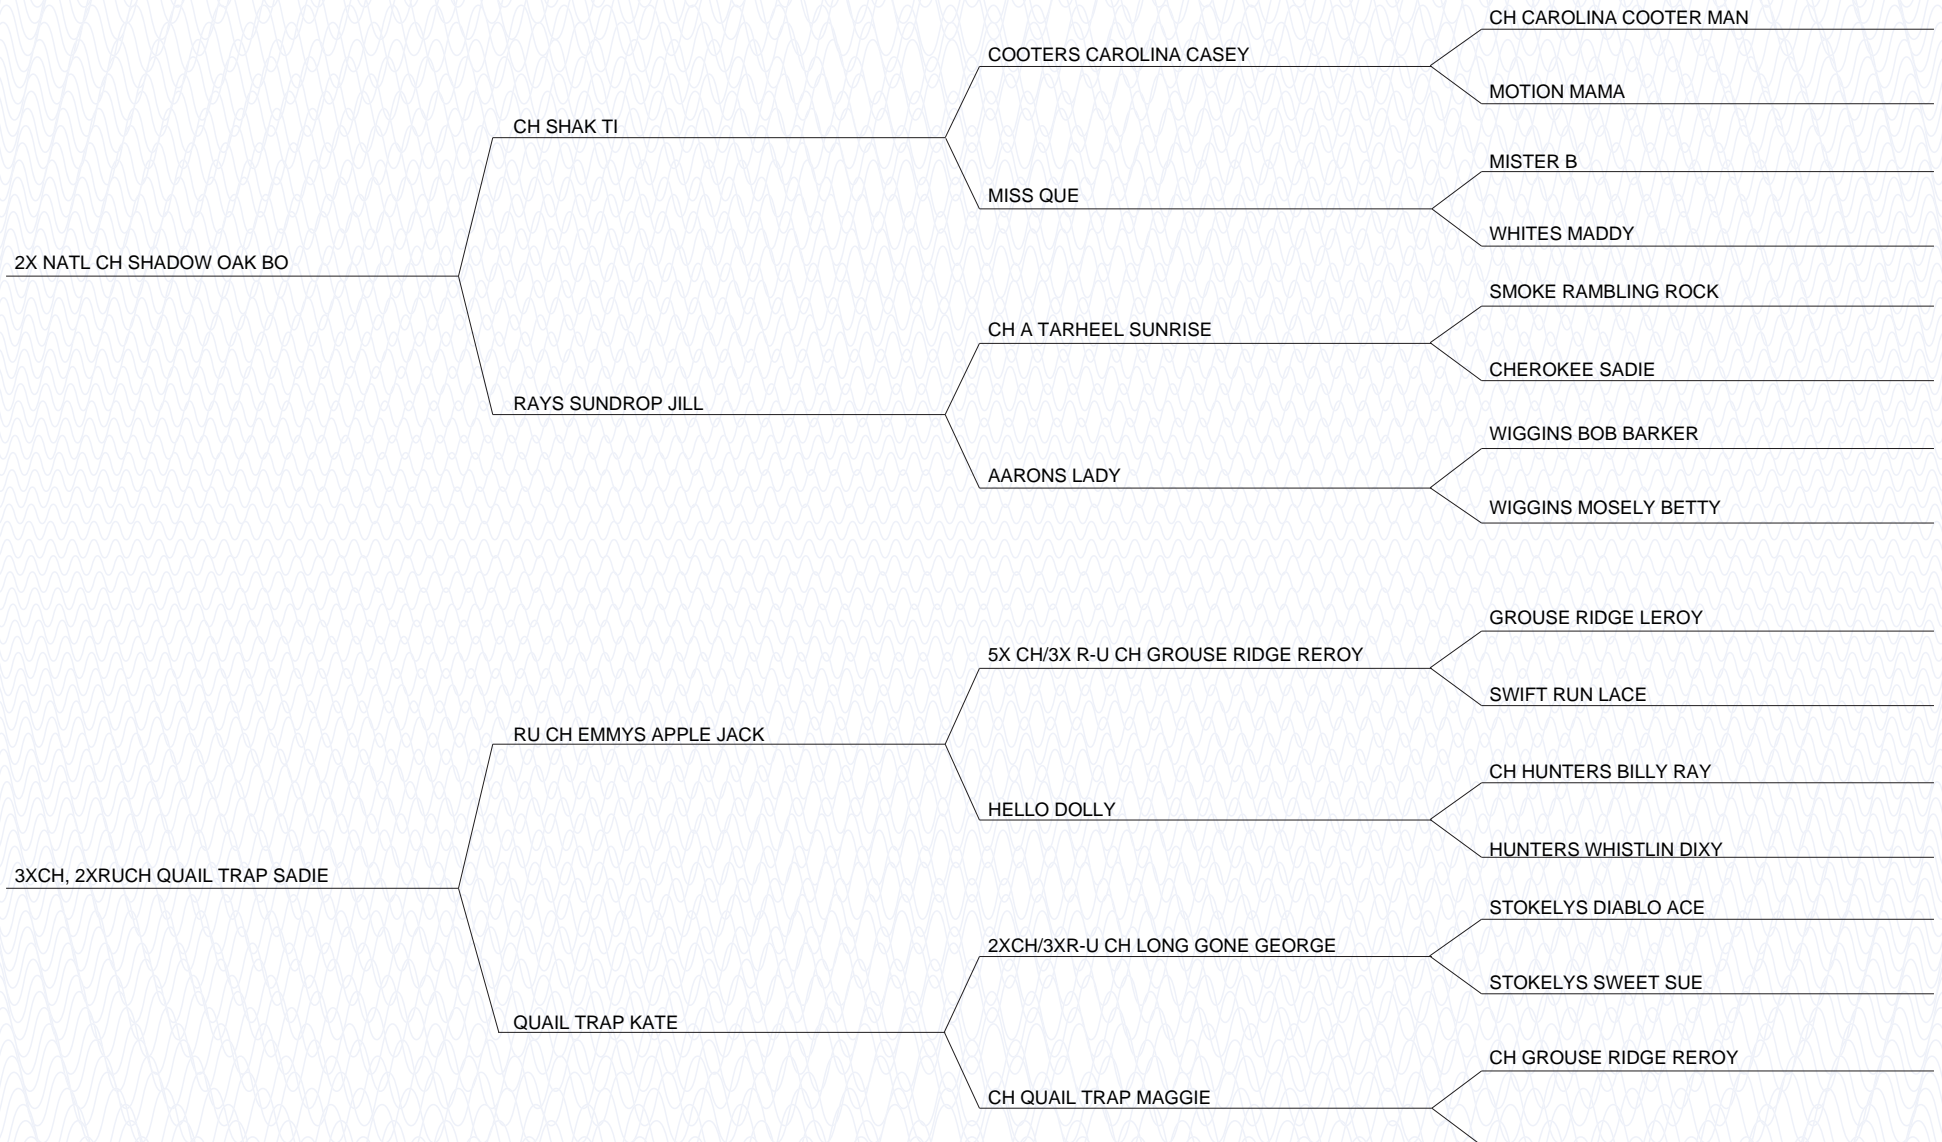 CH CAROLINA COOTER MAN
COOTERS CAROLINA CASEY
MOTION MAMA
CH SHAK TI
MISTER B
MISS QUE
WHITES MADDY
2X NATL CH SHADOW OAK BO
SMOKE RAMBLING ROCK
CH A TARHEEL SUNRISE
CHEROKEE SADIE
RAYS SUNDROP JILL
WIGGINS BOB BARKER
AARONS LADY
WIGGINS MOSELY BETTY
GROUSE RIDGE LEROY
5X CH/3X R-U CH GROUSE RIDGE REROY
SWIFT RUN LACE
RU CH EMMYS APPLE JACK
CH HUNTERS BILLY RAY
HELLO DOLLY
HUNTERS WHISTLIN DIXY
3XCH, 2XRUCH QUAIL TRAP SADIE
STOKELYS DIABLO ACE
2XCH/3XR-U CH LONG GONE GEORGE
STOKELYS SWEET SUE
QUAIL TRAP KATE
CH GROUSE RIDGE REROY
CH QUAIL TRAP MAGGIE